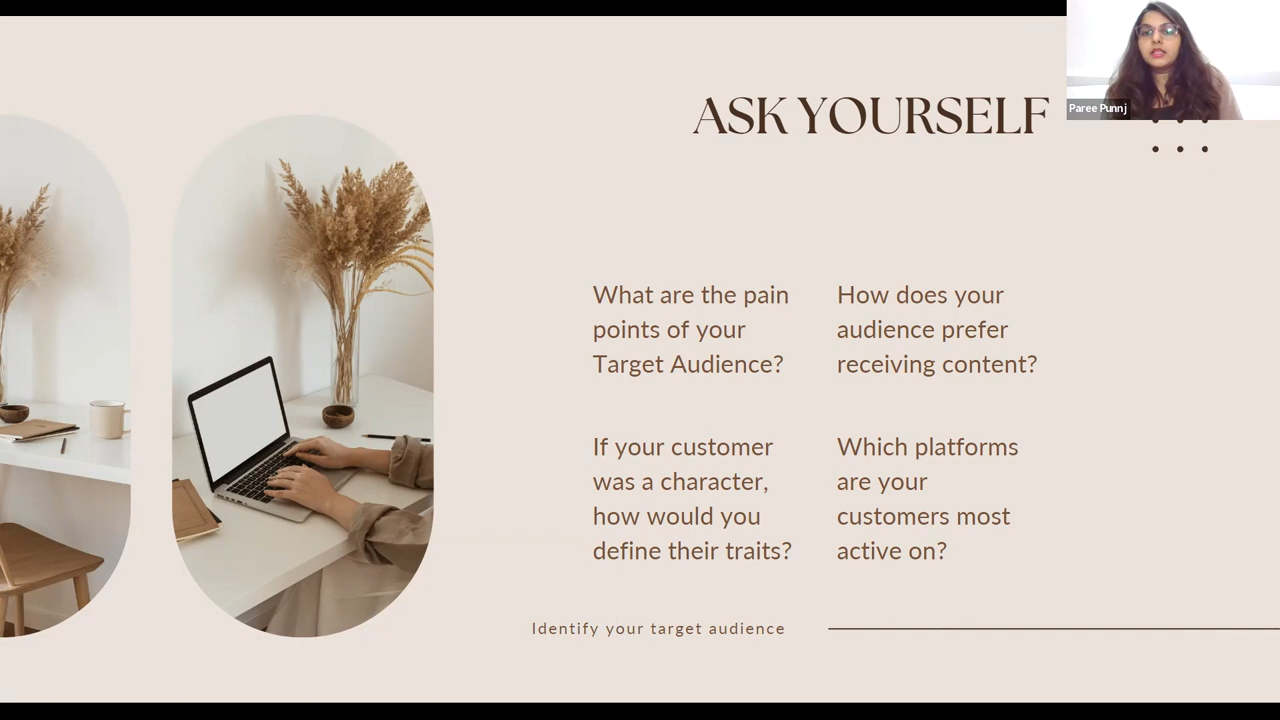 ASK YOURSELF
Paree Punnj
What are the pain
points of your
Target Audience?
How does your
audience prefer
receiving content?
If your customer
was a character,
how would you
define their traits?
Which platforms
are your
customers most
active on?
Identify your target audience